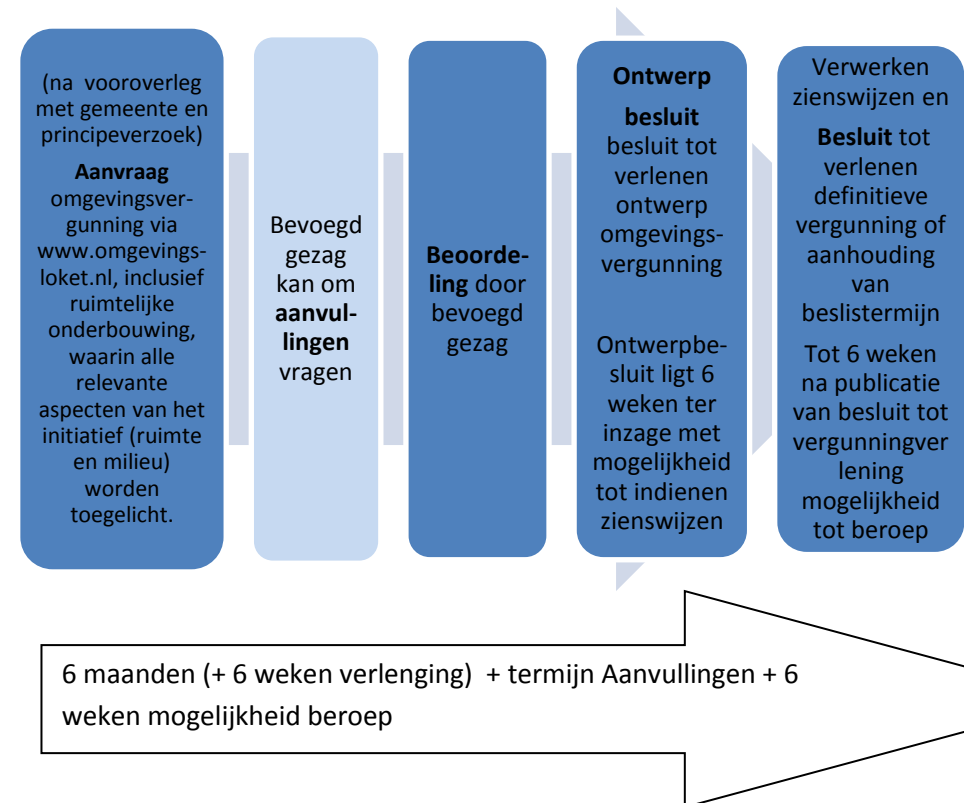 (na vooroverleg
met gemeente en
principeverzoek)
Aanvraag
omgevingsver-
gunning via
www.omgevings-
loket.nl, inclusief
ruimtelijke
onderbouwing,
waarin alle
relevante
aspecten van het
initiatief (ruimte
en milieu)
worden
toegelicht.
Bevoegd
gezag
kan om
aanvul-
lingen
vragen
Beoorde-
ling door
bevoegd
gezag
Ontwerp
besluit
besluit tot
verlenen
ontwerp
omgevings-
vergunning
Ontwerpbe-
sluit ligt 6
weken ter
inzage met
mogelijkheid
tot indienen
zienswijzen
Verwerken
zienswijzen en
Besluit tot
verlenen
definitieve
vergunning of
aanhouding
van
beslistermijn
Tot 6 weken
na publicatie
van besluit tot
vergunningver
lening
mogelijkheid
tot beroep
6 maanden (+ 6 weken verlenging) + termijn Aanvullingen + 6
weken mogelijkheid beroep